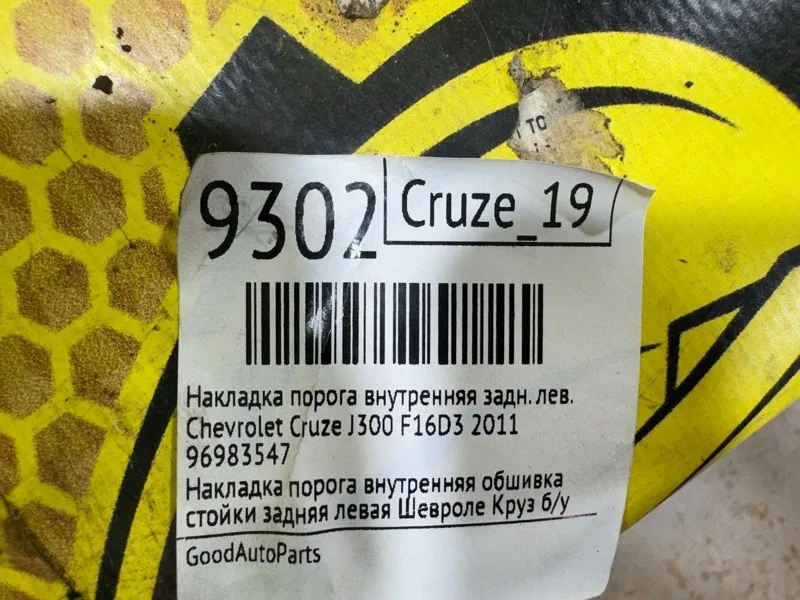 TO
9302
Cruze_19
Накладка порога внутренняя задн. лев.
Chevrolet Cruze J300 F16D3 2011
96983547
Накладка порога внутренняя обшивка
стойки задняя левая Шевроле Круз б/у
GoodAutoParts